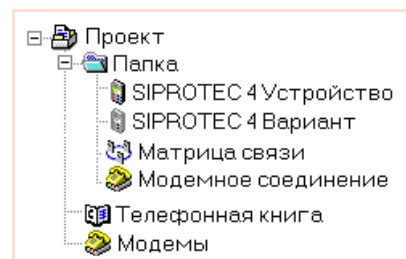 Проект
Папка
SIPROTEC 4 Устройство
SIPROTEC 4 Вариант
Матрица связи
Модемное соединение
Телефонная книга
Модемы